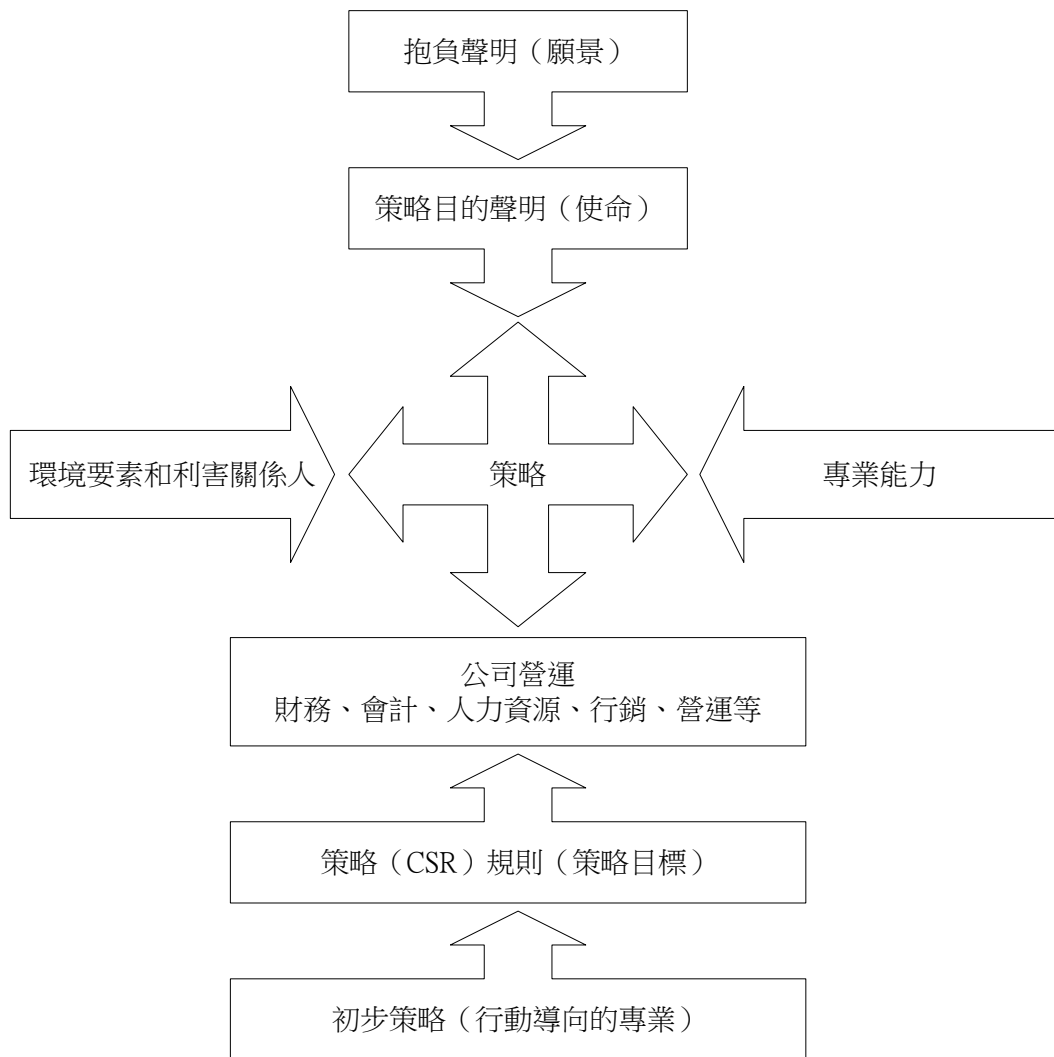 抱負聲明（願景）
策略目的聲明（使命）
環境要素和利害關係人
策略
專業能力
公司營運
財務、會計、人力資源、行銷、營運等
策略（CSR）規則（策略目標）
初步策略（行動導向的專業）